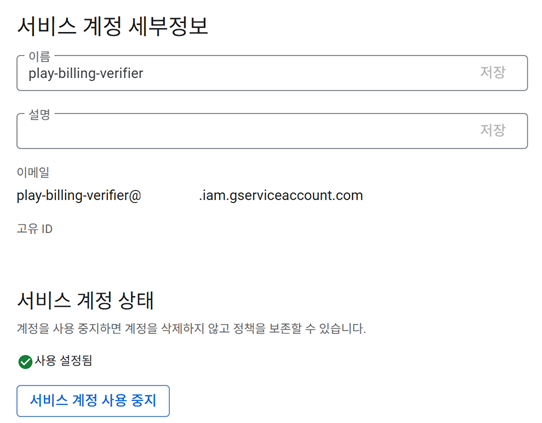 서비스 계정 세부정보
이름
play-billing-verifier 저장
설명
저장
이메일
play-billing-verifier@ .iam.gserviceaccount.com
고유 ID
서비스 계정 상태
계정을 사용 중지하면 계정을 삭제하지 않고 정책을 보존할 수 있습니다.
사용 설정됨
서비스 계정 사용 중지